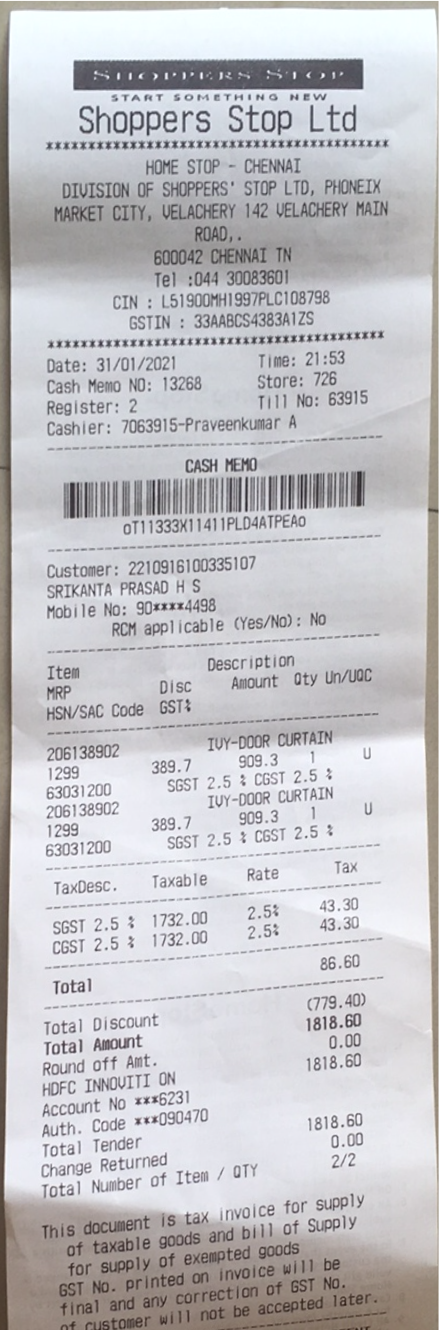 SHOPPERS STOP
START SOMETHING NEW
Shoppers Stop Ltd
****************************************
HOME STOP - CHENNAI
DIVISION OF SHOPPERS' STOP LTD, PHONEIX
MARKET CITY, VELACHERY 142 VELACHERY MAIN
ROAD,.
600042 CHENNAI TN
Tel :044 30083601
CIN : L51900MH1997PLC108798
GSTIN : 33AABCS4383A1ZS
****************************************
Date: 31/01/2021 Time: 21:53
Cash Memo NO: 13268 Store: 726
Register: 2 Till No: 63915
Cashier: 7063915-Praveenkumar A
CASH MEMO
oT11333X11411PLD4ATPEAo
Customer: 2210916100335107
SRIKANTA PRASAD H S
Mobile No: 90****4498
RCM applicable (Yes/No): No
Item Description
MRP Disc Amount Qty Un/UQC
HSN/SAC Code GST%
206138902 IVY-DOOR CURTAIN
1299 389.7 909.3 1 U
63031200 SGST 2.5 % CGST 2.5 %
206138902 IVY-DOOR CURTAIN
1299 389.7 909.3 1 U
63031200 SGST 2.5 % CGST 2.5 %
TaxDesc. Taxable Rate Tax
SGST 2.5 % 1732.00 2.5% 43.30
CGST 2.5 % 1732.00 2.5% 43.30
Total 86.60
Total Discount (779.40)
Total Amount 1818.60
Round off Amt. 0.00
HDFC INNOVITI ON 1818.60
Account No ***6231
Auth. Code ***090470
Total Tender 1818.60
Change Returned 0.00
Total Number of Item / QTY 2/2
This document is tax invoice for supply
of taxable goods and bill of Supply
for supply of exempted goods
GST No. printed on invoice will be
final and any correction of GST No.
of customer will not be accepted later.